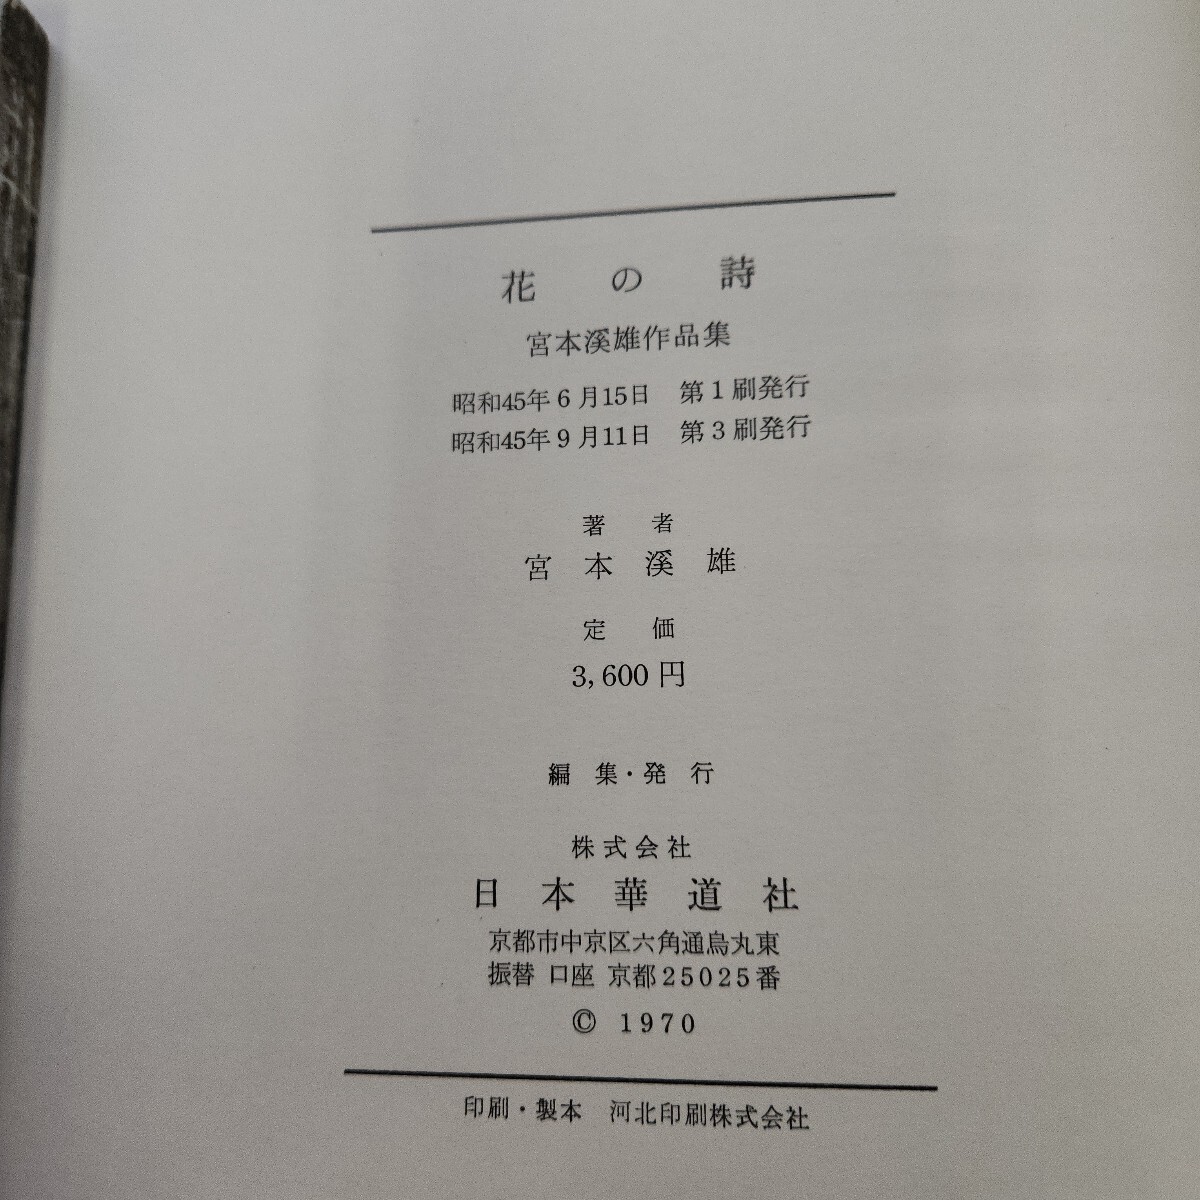 花の詩
宮本溪雄作品集
昭和45年6月15日 第1刷発行
昭和45年9月11日 第3刷発行
著者
宮本溪雄
定価
3,600円
編集・発行
株式会社
日本華道社
京都市中京区六角通烏丸東
振替 口座 京都25025番
© 1970
印刷・製本 河北印刷株式会社